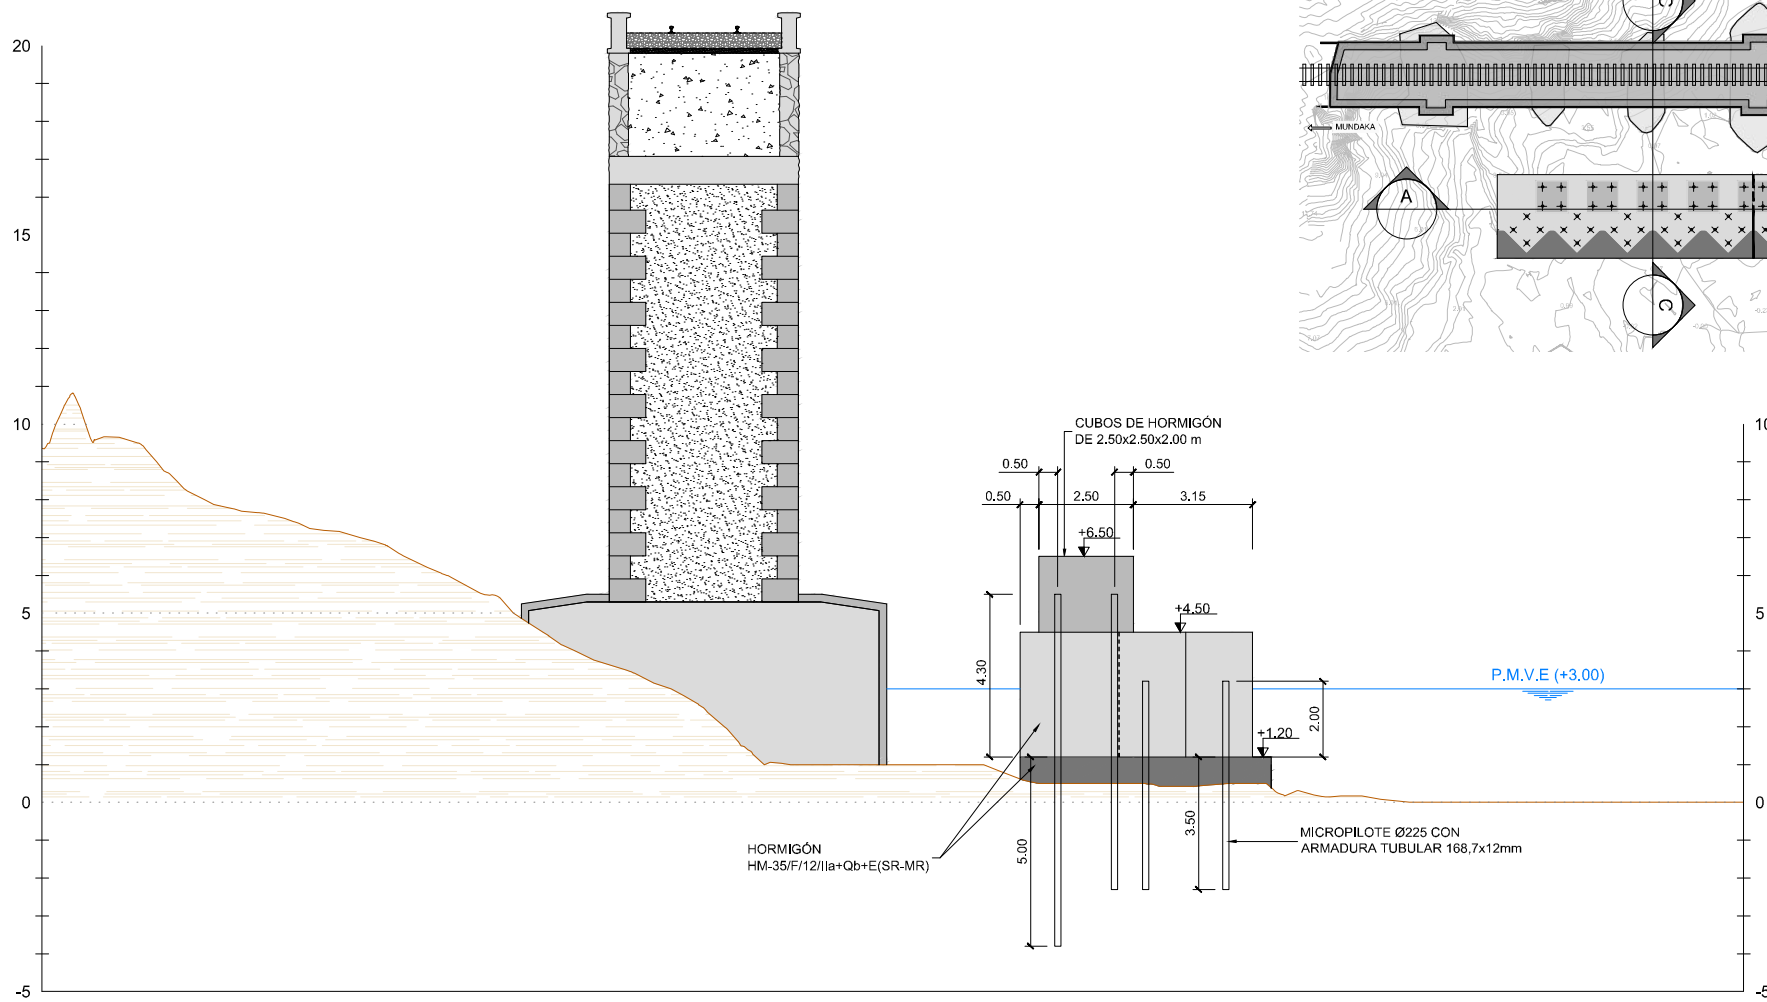 20
15
10
5
0
-5
MUNDAKA
A
C
C
CUBOS DE HORMIGÓN
DE 2.50x2.50x2.00 m
0.50
0.50
0.50
2.50
3.15
+6.50
+4.50
4.30
P.M.V.E (+3.00)
+1.20
2.00
5.00
3.50
HORMIGÓN
HM-35/F/12/IIa+Qb+E(SR-MR)
MICROPILOTE Ø225 CON
ARMADURA TUBULAR 168,7x12mm
10
5
0
-5